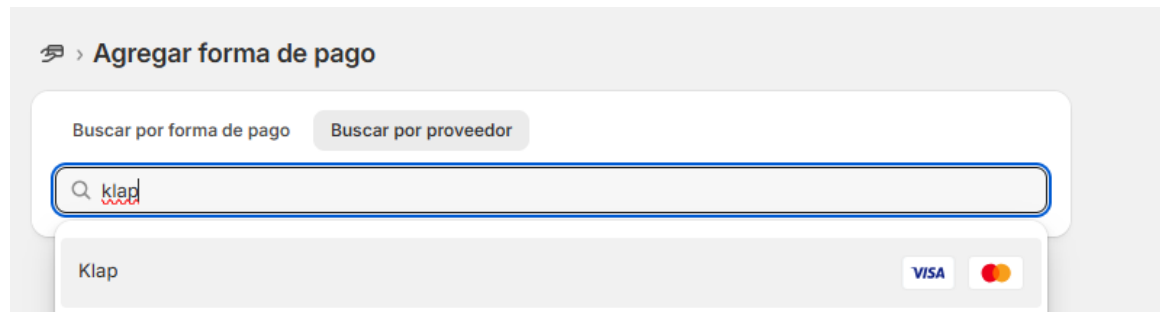 Agregar forma de pago
Buscar por forma de pago Buscar por proveedor
klap
Klap VISA